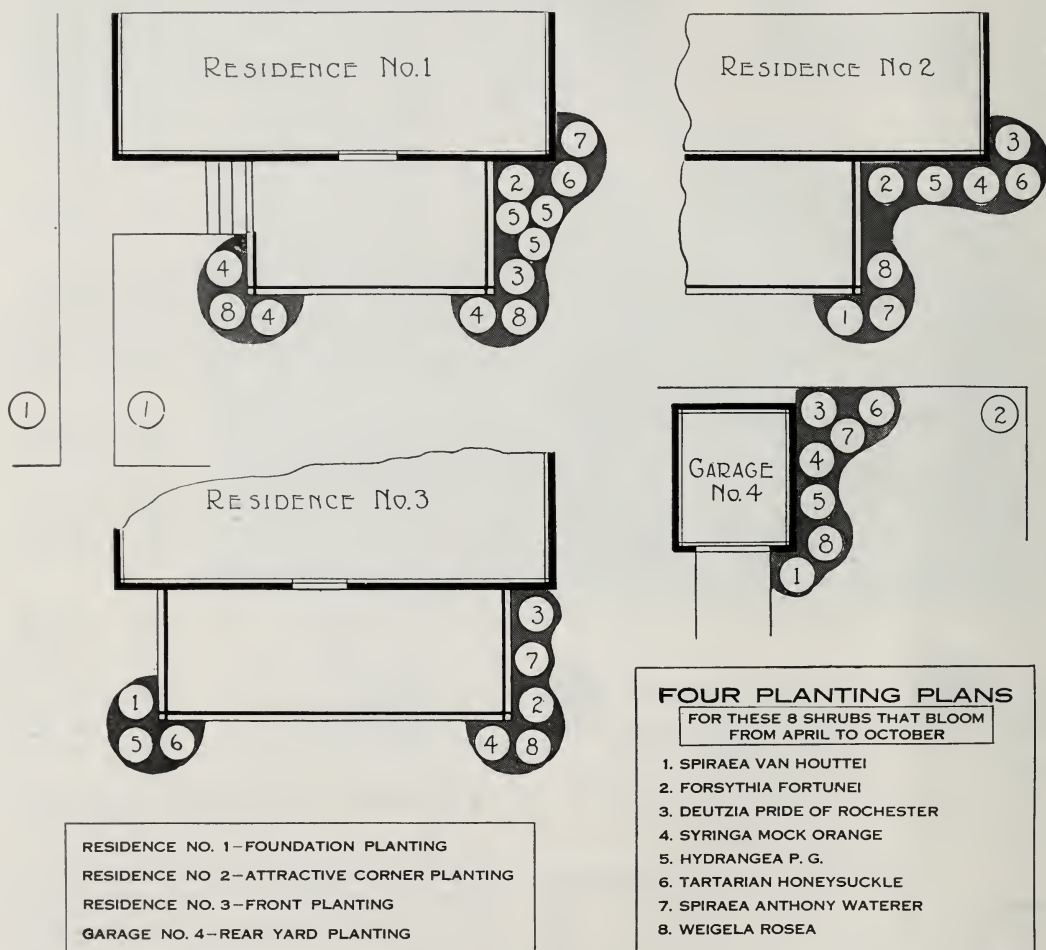 RESIDENCE NO.1
7
2
6
5
5
5
3
4
8
4
4
8
1
1
RESIDENCE NO 2
3
2
5
4
6
8
1
7
GARAGE
NO.4
3
6
7
4
5
8
1
2
RESIDENCE NO.3
3
7
2
4
8
1
5
6
RESIDENCE NO. 1–FOUNDATION PLANTING
RESIDENCE NO 2–ATTRACTIVE CORNER PLANTING
RESIDENCE NO. 3–FRONT PLANTING
GARAGE NO. 4–REAR YARD PLANTING
FOUR PLANTING PLANS
FOR THESE 8 SHRUBS THAT BLOOM
FROM APRIL TO OCTOBER
1. SPIRAEA VAN HOUTTEI
2. FORSYTHIA FORTUNEI
3. DEUTZIA PRIDE OF ROCHESTER
4. SYRINGA MOCK ORANGE
5. HYDRANGEA P. G.
6. TARTARIAN HONEYSUCKLE
7. SPIRAEA ANTHONY WATERER
8. WEIGELA ROSEA